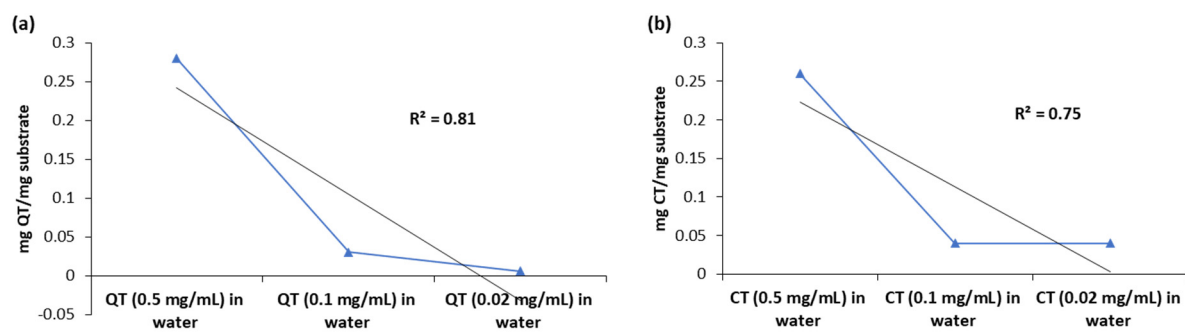 (a)
0.3
0.25
0.2
0.15
0.1
0.05
0
-0.05
mg QT/mg substrate
R² = 0.81
QT (0.5 mg/mL) in
water
QT (0.1 mg/mL) in
water
QT (0.02 mg/mL) in
water
(b)
0.3
0.25
0.2
0.15
0.1
0.05
0
mg CT/mg substrate
R² = 0.75
CT (0.5 mg/mL) in
water
CT (0.1 mg/mL) in
water
CT (0.02 mg/mL) in
water